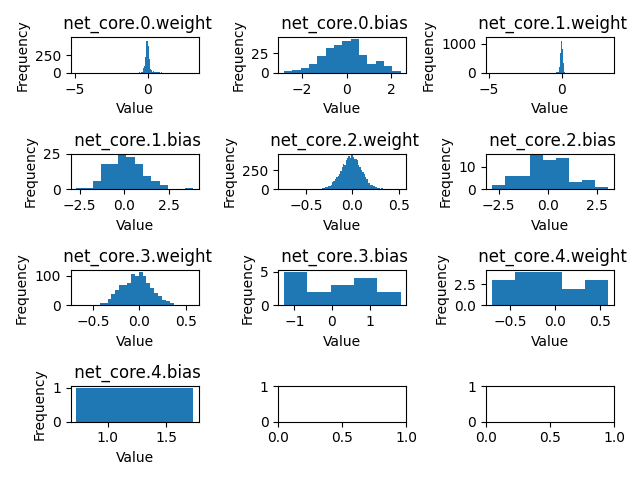 net_core.0.weight
Frequency
250
0
−5
0
Value
net_core.0.bias
Frequency
25
0
−2
0
2
Value
net_core.1.weight
Frequency
1000
0
−5
0
Value
net_core.1.bias
Frequency
25
0
−2.5
0.0
2.5
Value
net_core.2.weight
Frequency
250
0
−0.5
0.0
0.5
Value
net_core.2.bias
Frequency
10
0
−2.5
0.0
2.5
Value
net_core.3.weight
Frequency
100
0
−0.5
0.0
0.5
Value
net_core.3.bias
Frequency
5
0
−1
0
1
Value
net_core.4.weight
Frequency
2.5
0.0
−0.5
0.0
0.5
Value
net_core.4.bias
Frequency
1
0
1.0
1.5
Value
1
0
0.0
0.5
1.0
1
0
0.0
0.5
1.0